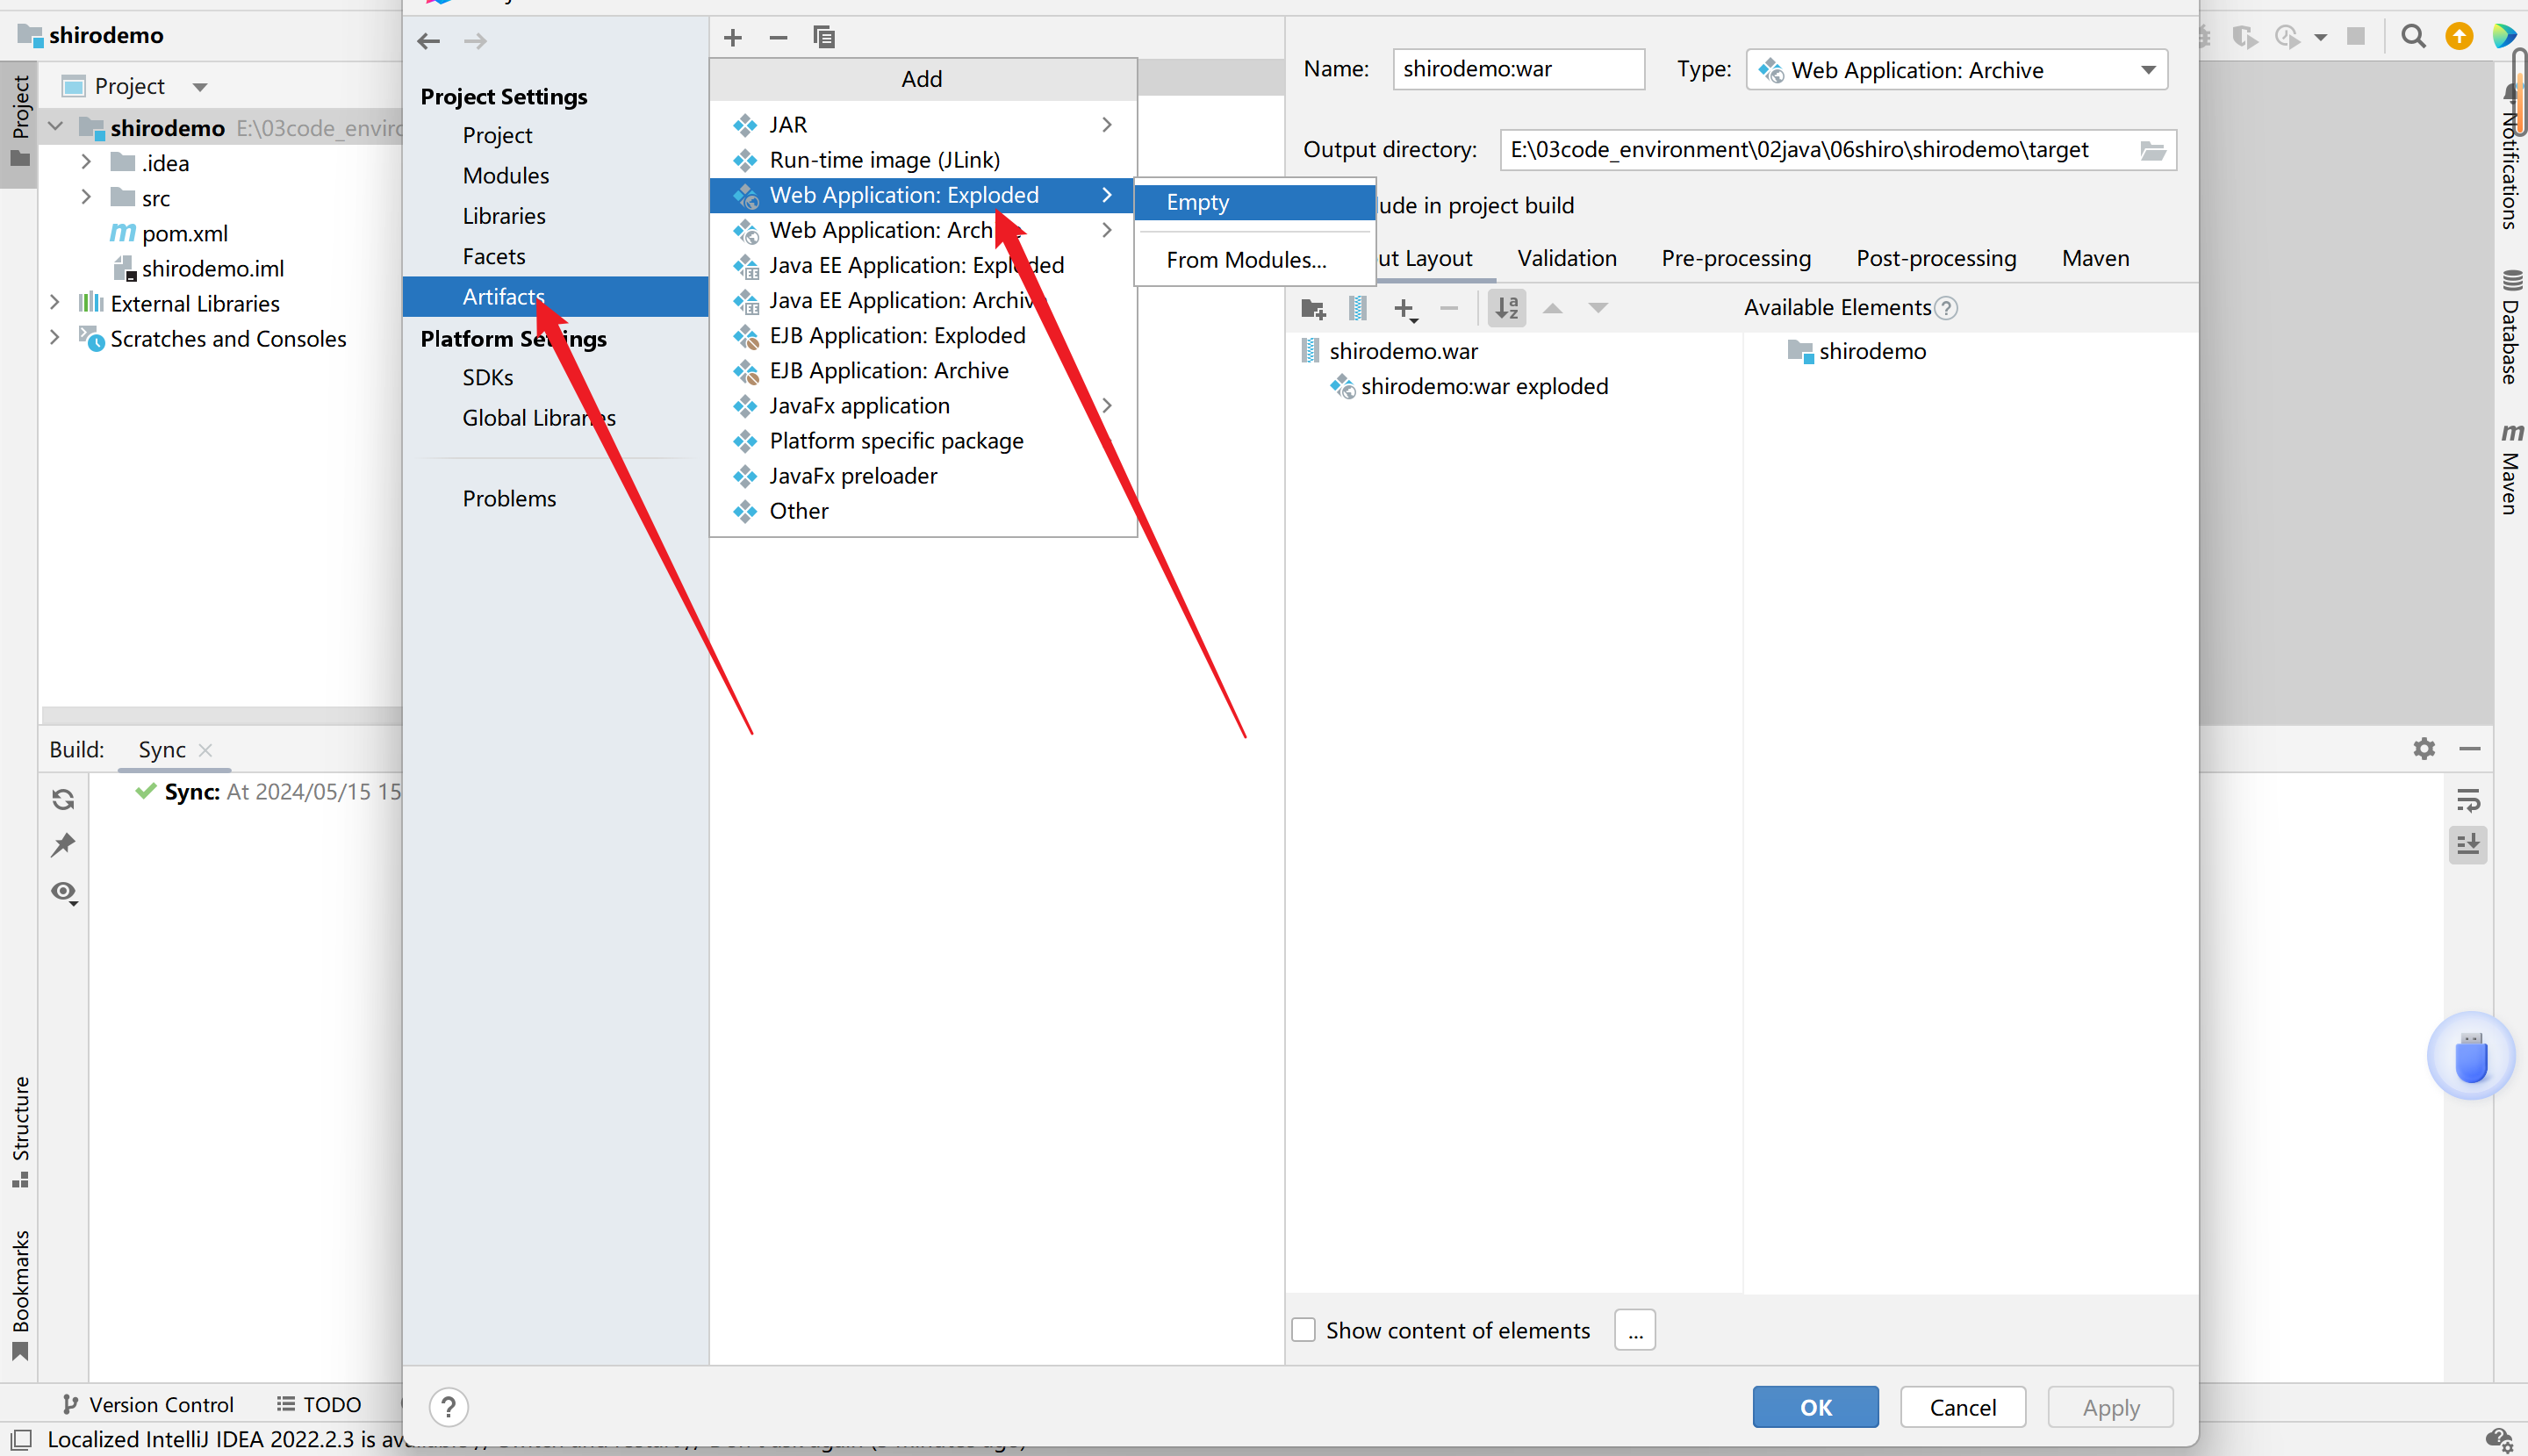 shirodemo
Project
Project
shirodemo E:\03code_enviro
.idea
src
pom.xml
shirodemo.iml
External Libraries
Scratches and Consoles
Project Settings
Project
Modules
Libraries
Facets
Artifacts
Platform Settings
SDKs
Global Libraries
Problems
Add
JAR
Run-time image (JLink)
Web Application: Exploded
Web Application: Archive
Java EE Application: Exploded
Java EE Application: Archive
EJB Application: Exploded
EJB Application: Archive
JavaFx application
Platform specific package
JavaFx preloader
Other
Empty
From Modules...
Name: shirodemo:war Type: Web Application: Archive
Output directory: E:\03code_environment\02java\06shiro\shirodemo\target
ude in project build
ut Layout Validation Pre-processing Post-processing Maven
Available Elements
shirodemo.war
shirodemo:war exploded
shirodemo
Show content of elements ...
OK Cancel Apply
Notifications
Database
Maven
Build: Sync
Sync: At 2024/05/15 15
Structure
Bookmarks
Version Control TODO
Localized IntelliJ IDEA 2022.2.3 is